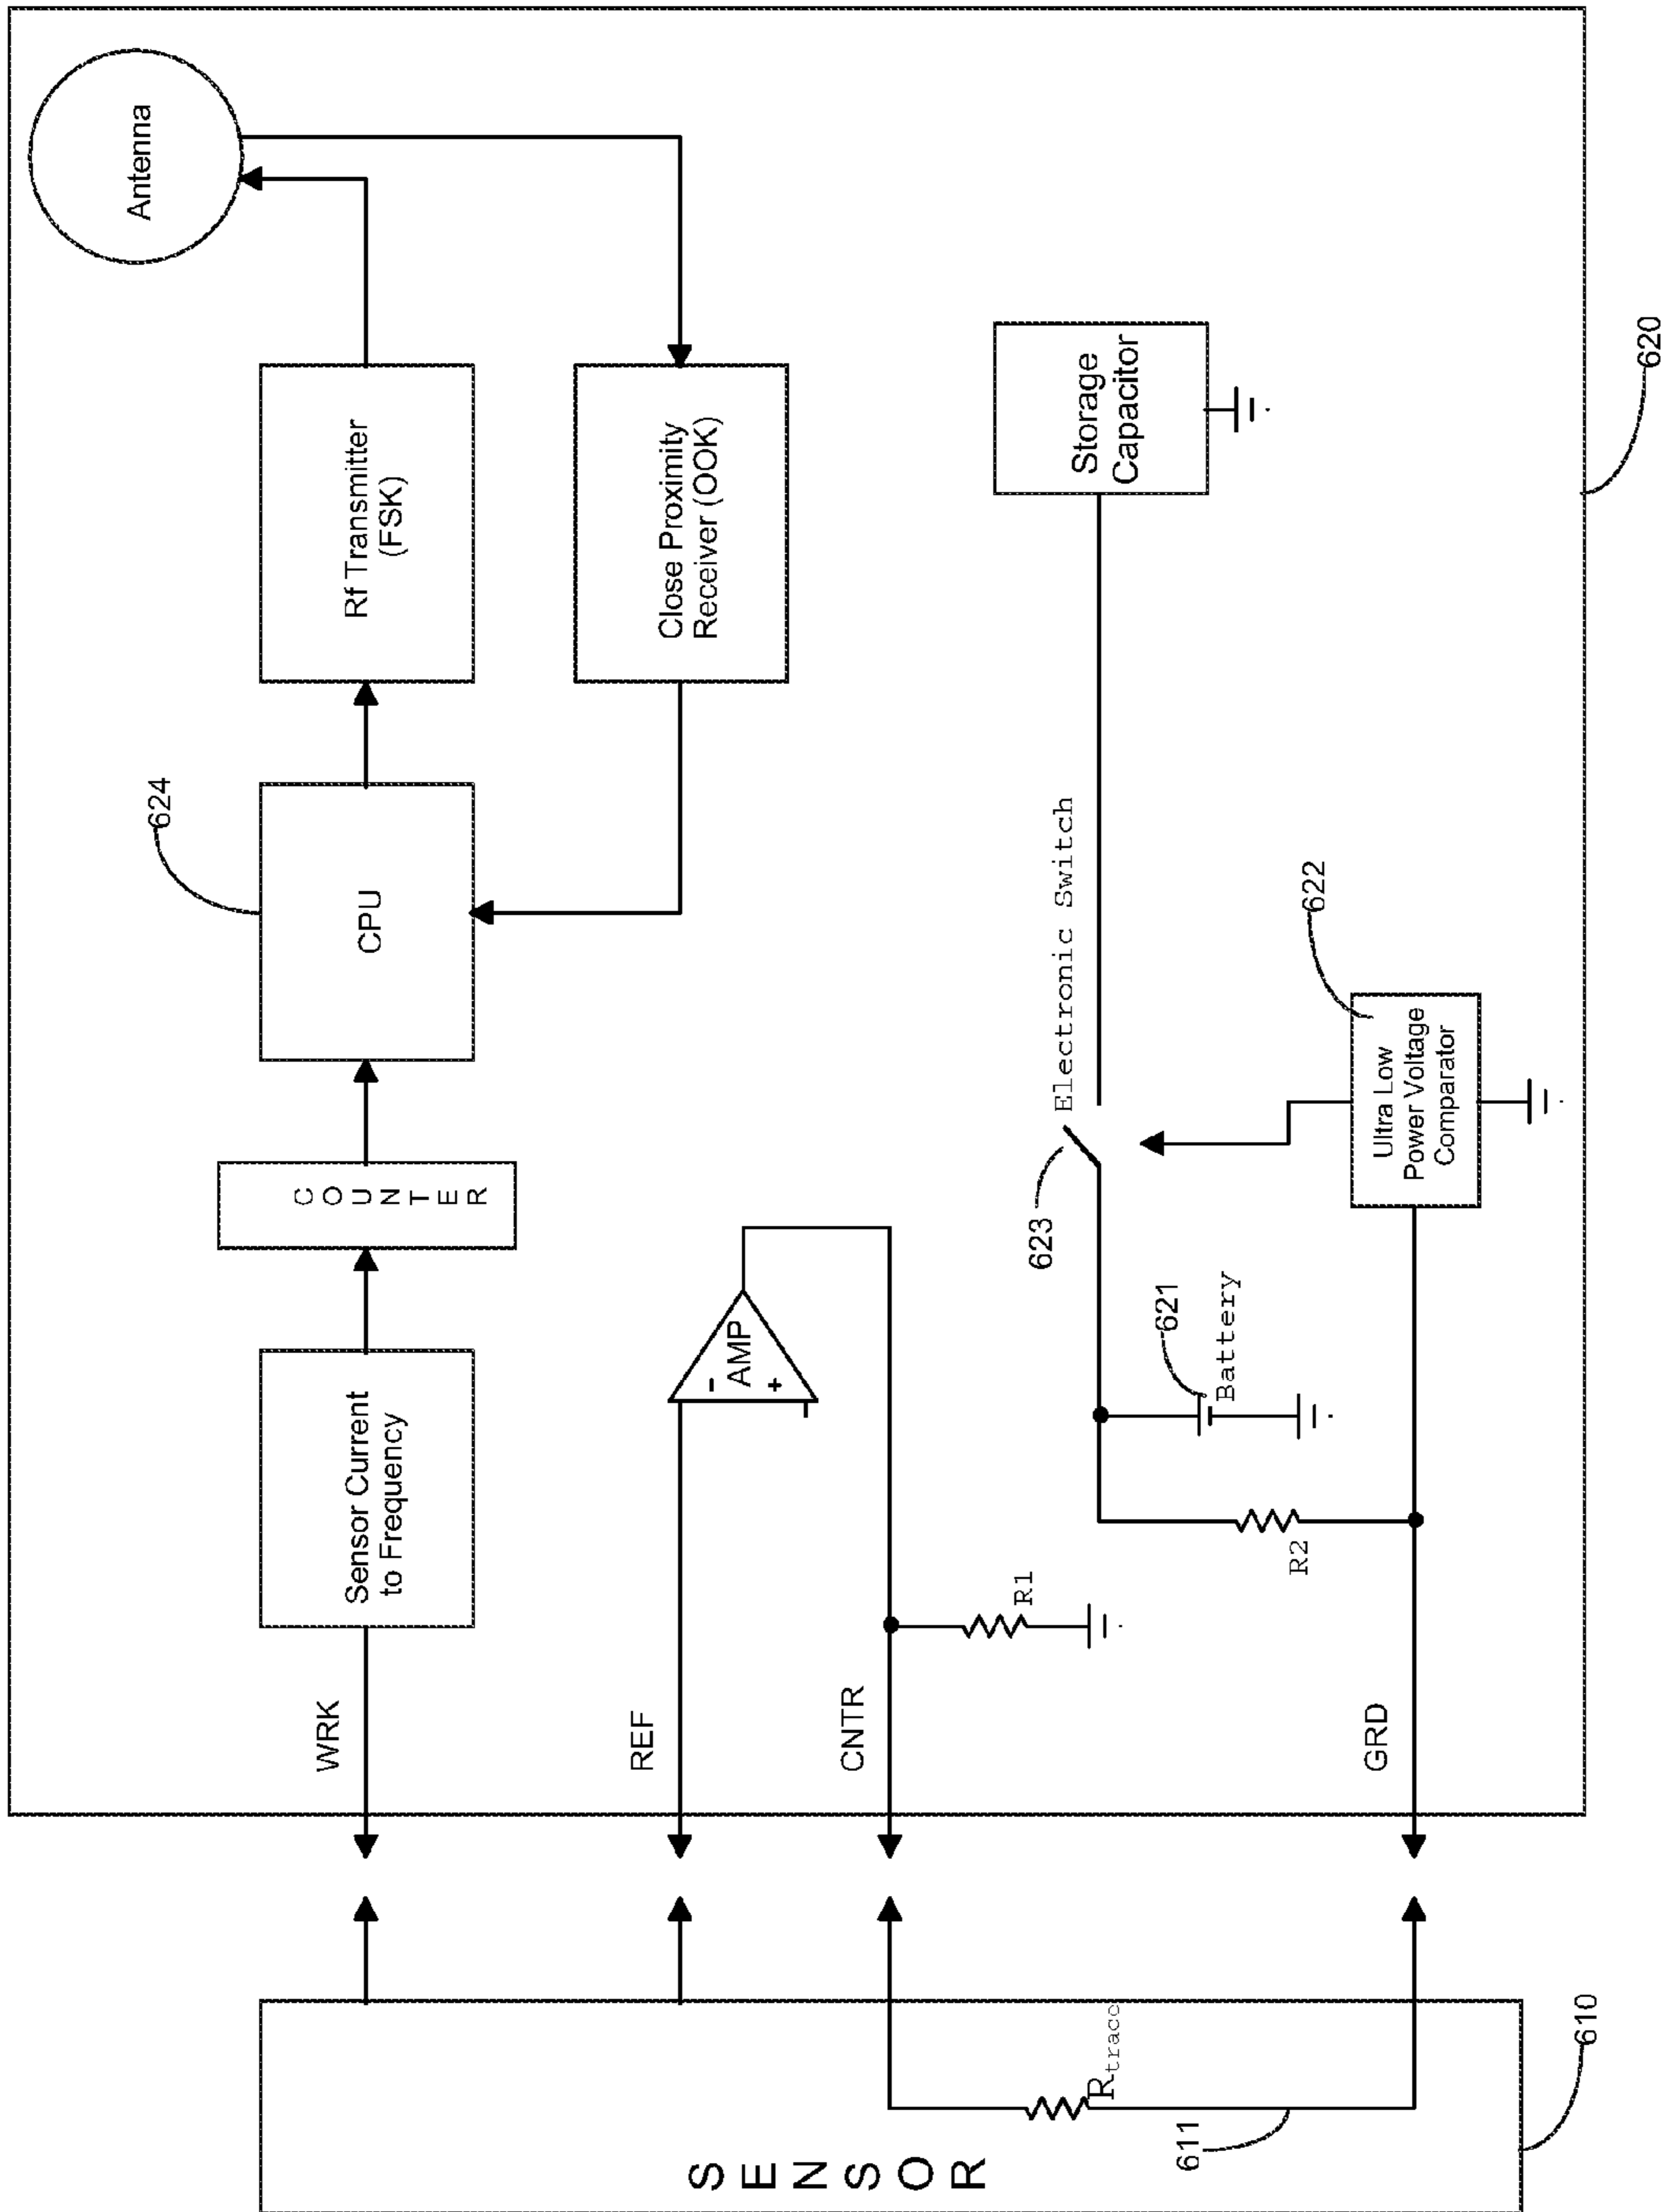 S E N S O R
Rtrace
611
610
WRK
REF
CNTR
GRD
Sensor Current
to Frequency
C O U N T E R
CPU
624
Rf Transmitter
(FSK)
Antenna
Close Proximity
Receiver (OOK)
-
AMP
+
R1
R2
621
Battery
623
Electronic Switch
Storage
Capacitor
622
Ultra Low
Power Voltage
Comparator
620